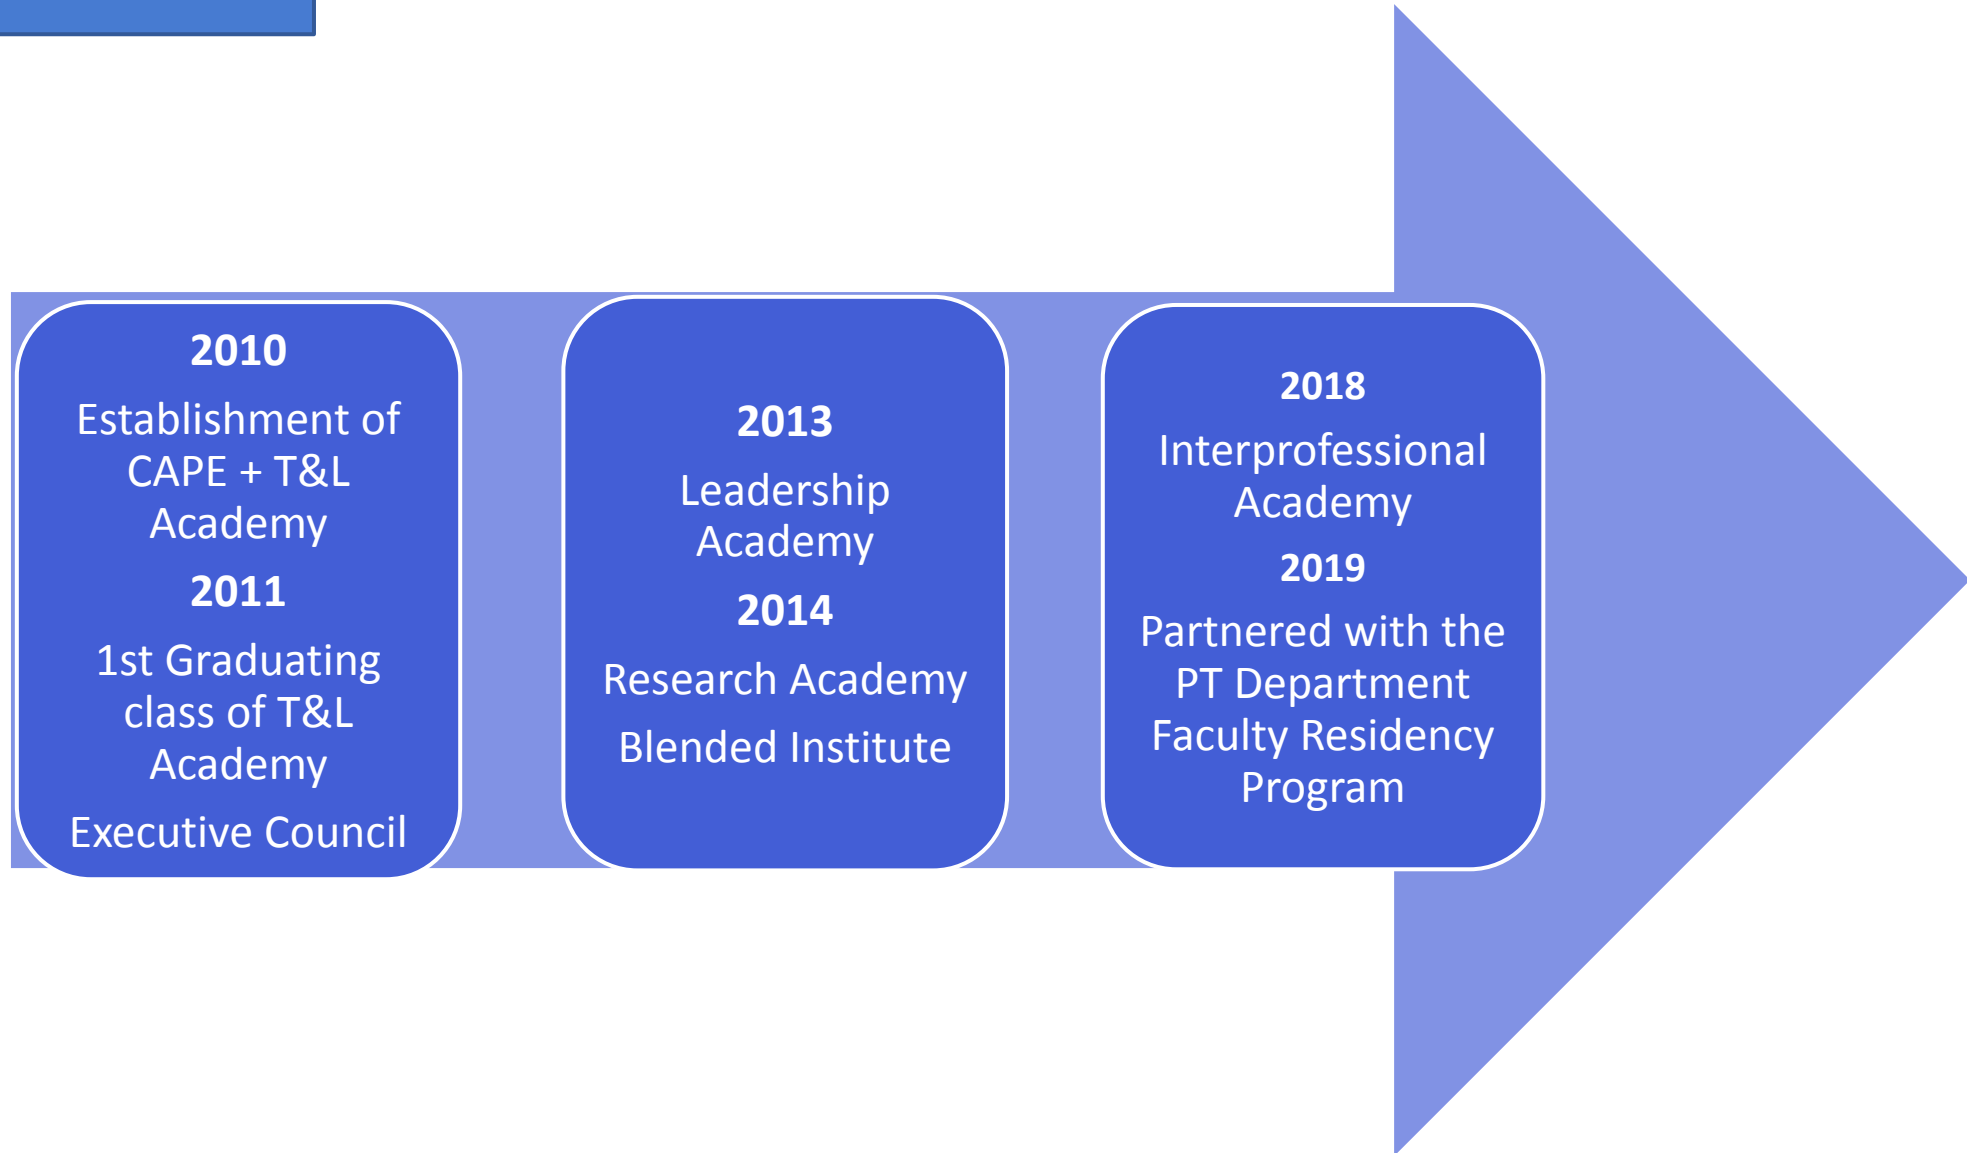 2010
Establishment of
CAPE + T&L
Academy
2011
1st Graduating
class of T&L
Academy
Executive Council
2013
Leadership
Academy
2014
Research Academy
Blended Institute
2018
Interprofessional
Academy
2019
Partnered with the
PT Department
Faculty Residency
Program